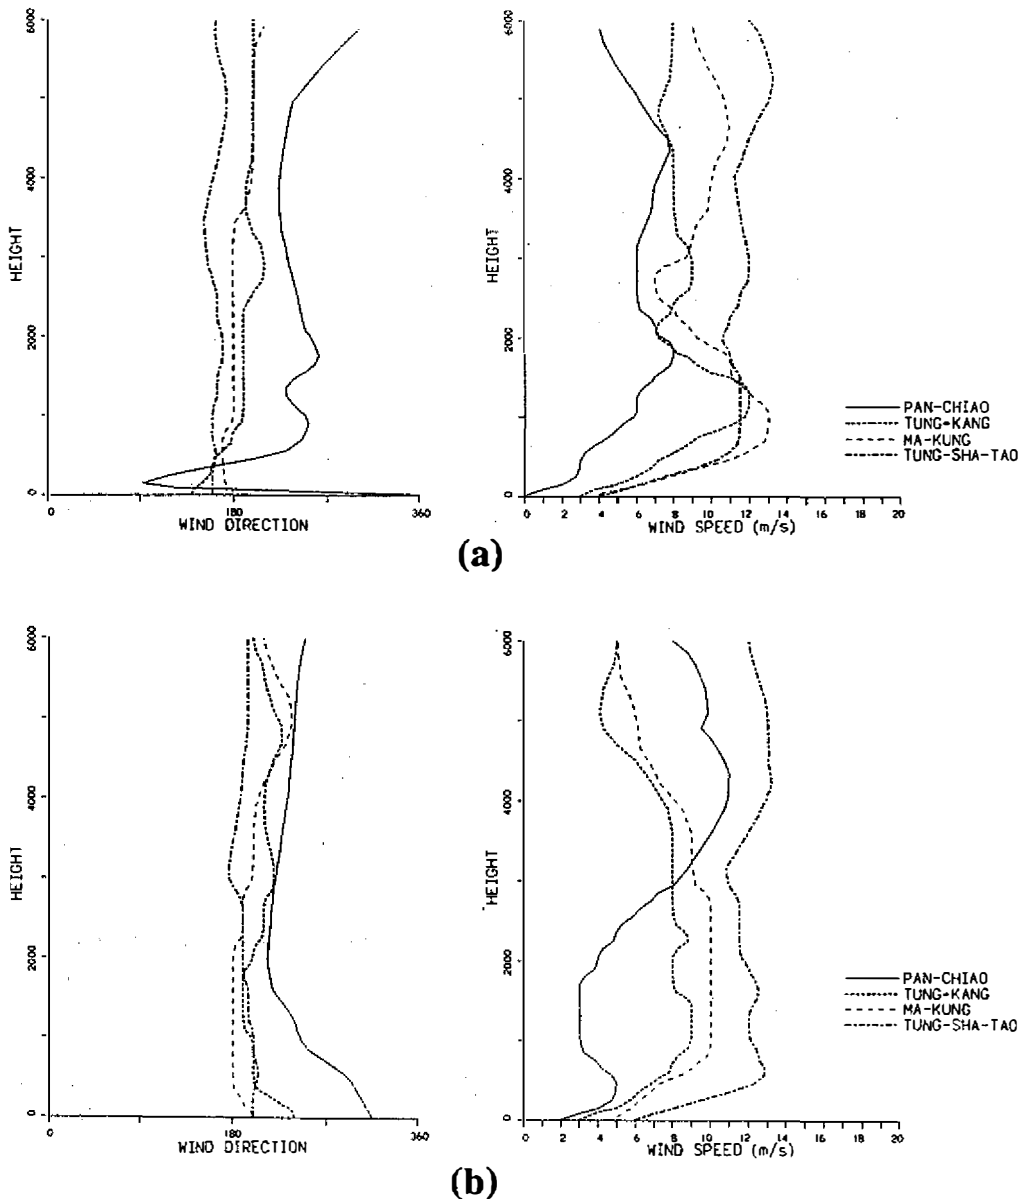 (a)
6000
4000
2000
0
HEIGHT
180
360
WIND DIRECTION
6000
4000
2000
0
HEIGHT
0 2 4 6 8 10 12 14 16 18 20
WIND SPEED (m/s)
PAN-CHIAO
TUNG-KANG
MA-KUNG
TUNG-SHA-TAO
(a)
6000
4000
2000
0
HEIGHT
180
360
WIND DIRECTION
6000
4000
2000
0
HEIGHT
0 2 4 6 8 10 12 14 16 18 20
WIND SPEED (m/s)
PAN-CHIAO
TUNG-KANG
MA-KUNG
TUNG-SHA-TAO
(b)